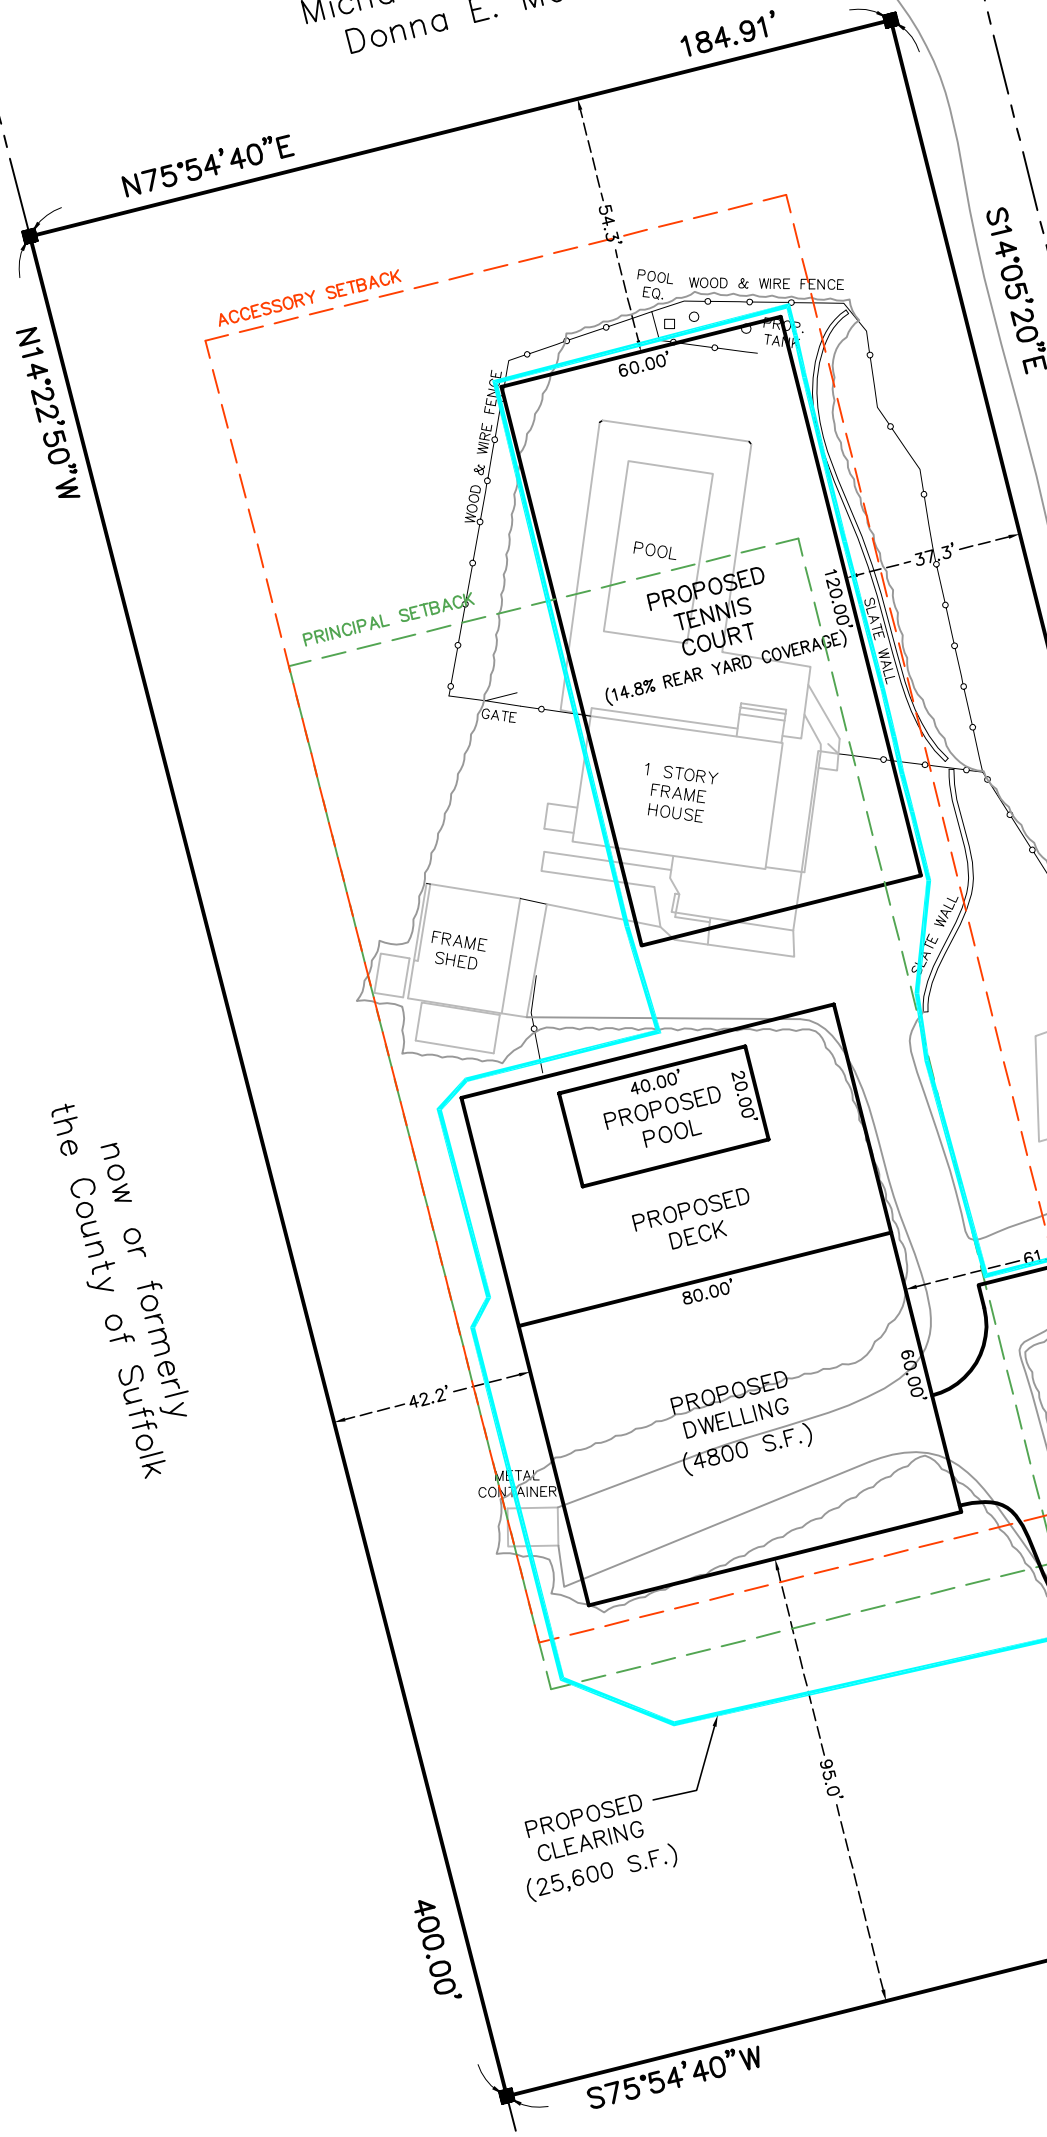 Donna E.
184.91'
N75°54'40"E
S14°05'20"E
N14°22'50"W
54.3'
ACCESSORY SETBACK
POOL
EQ.
WOOD & WIRE FENCE
PROP.
TANK
60.00'
WOOD & WIRE FENCE
POOL
37.3'
PROPOSED
TENNIS
COURT
(14.8% REAR YARD COVERAGE)
120.00'
SLATE WALL
PRINCIPAL SETBACK
GATE
1 STORY
FRAME
HOUSE
FRAME
SHED
SLATE WALL
40.00'
20.00'
PROPOSED
POOL
PROPOSED
DECK
80.00'
61
now or formerly
the County of Suffolk
42.2'
60.00'
PROPOSED
DWELLING
(4800 S.F.)
METAL
CONTAINER
95.0'
PROPOSED
CLEARING
(25,600 S.F.)
400.00'
S75°54'40"W